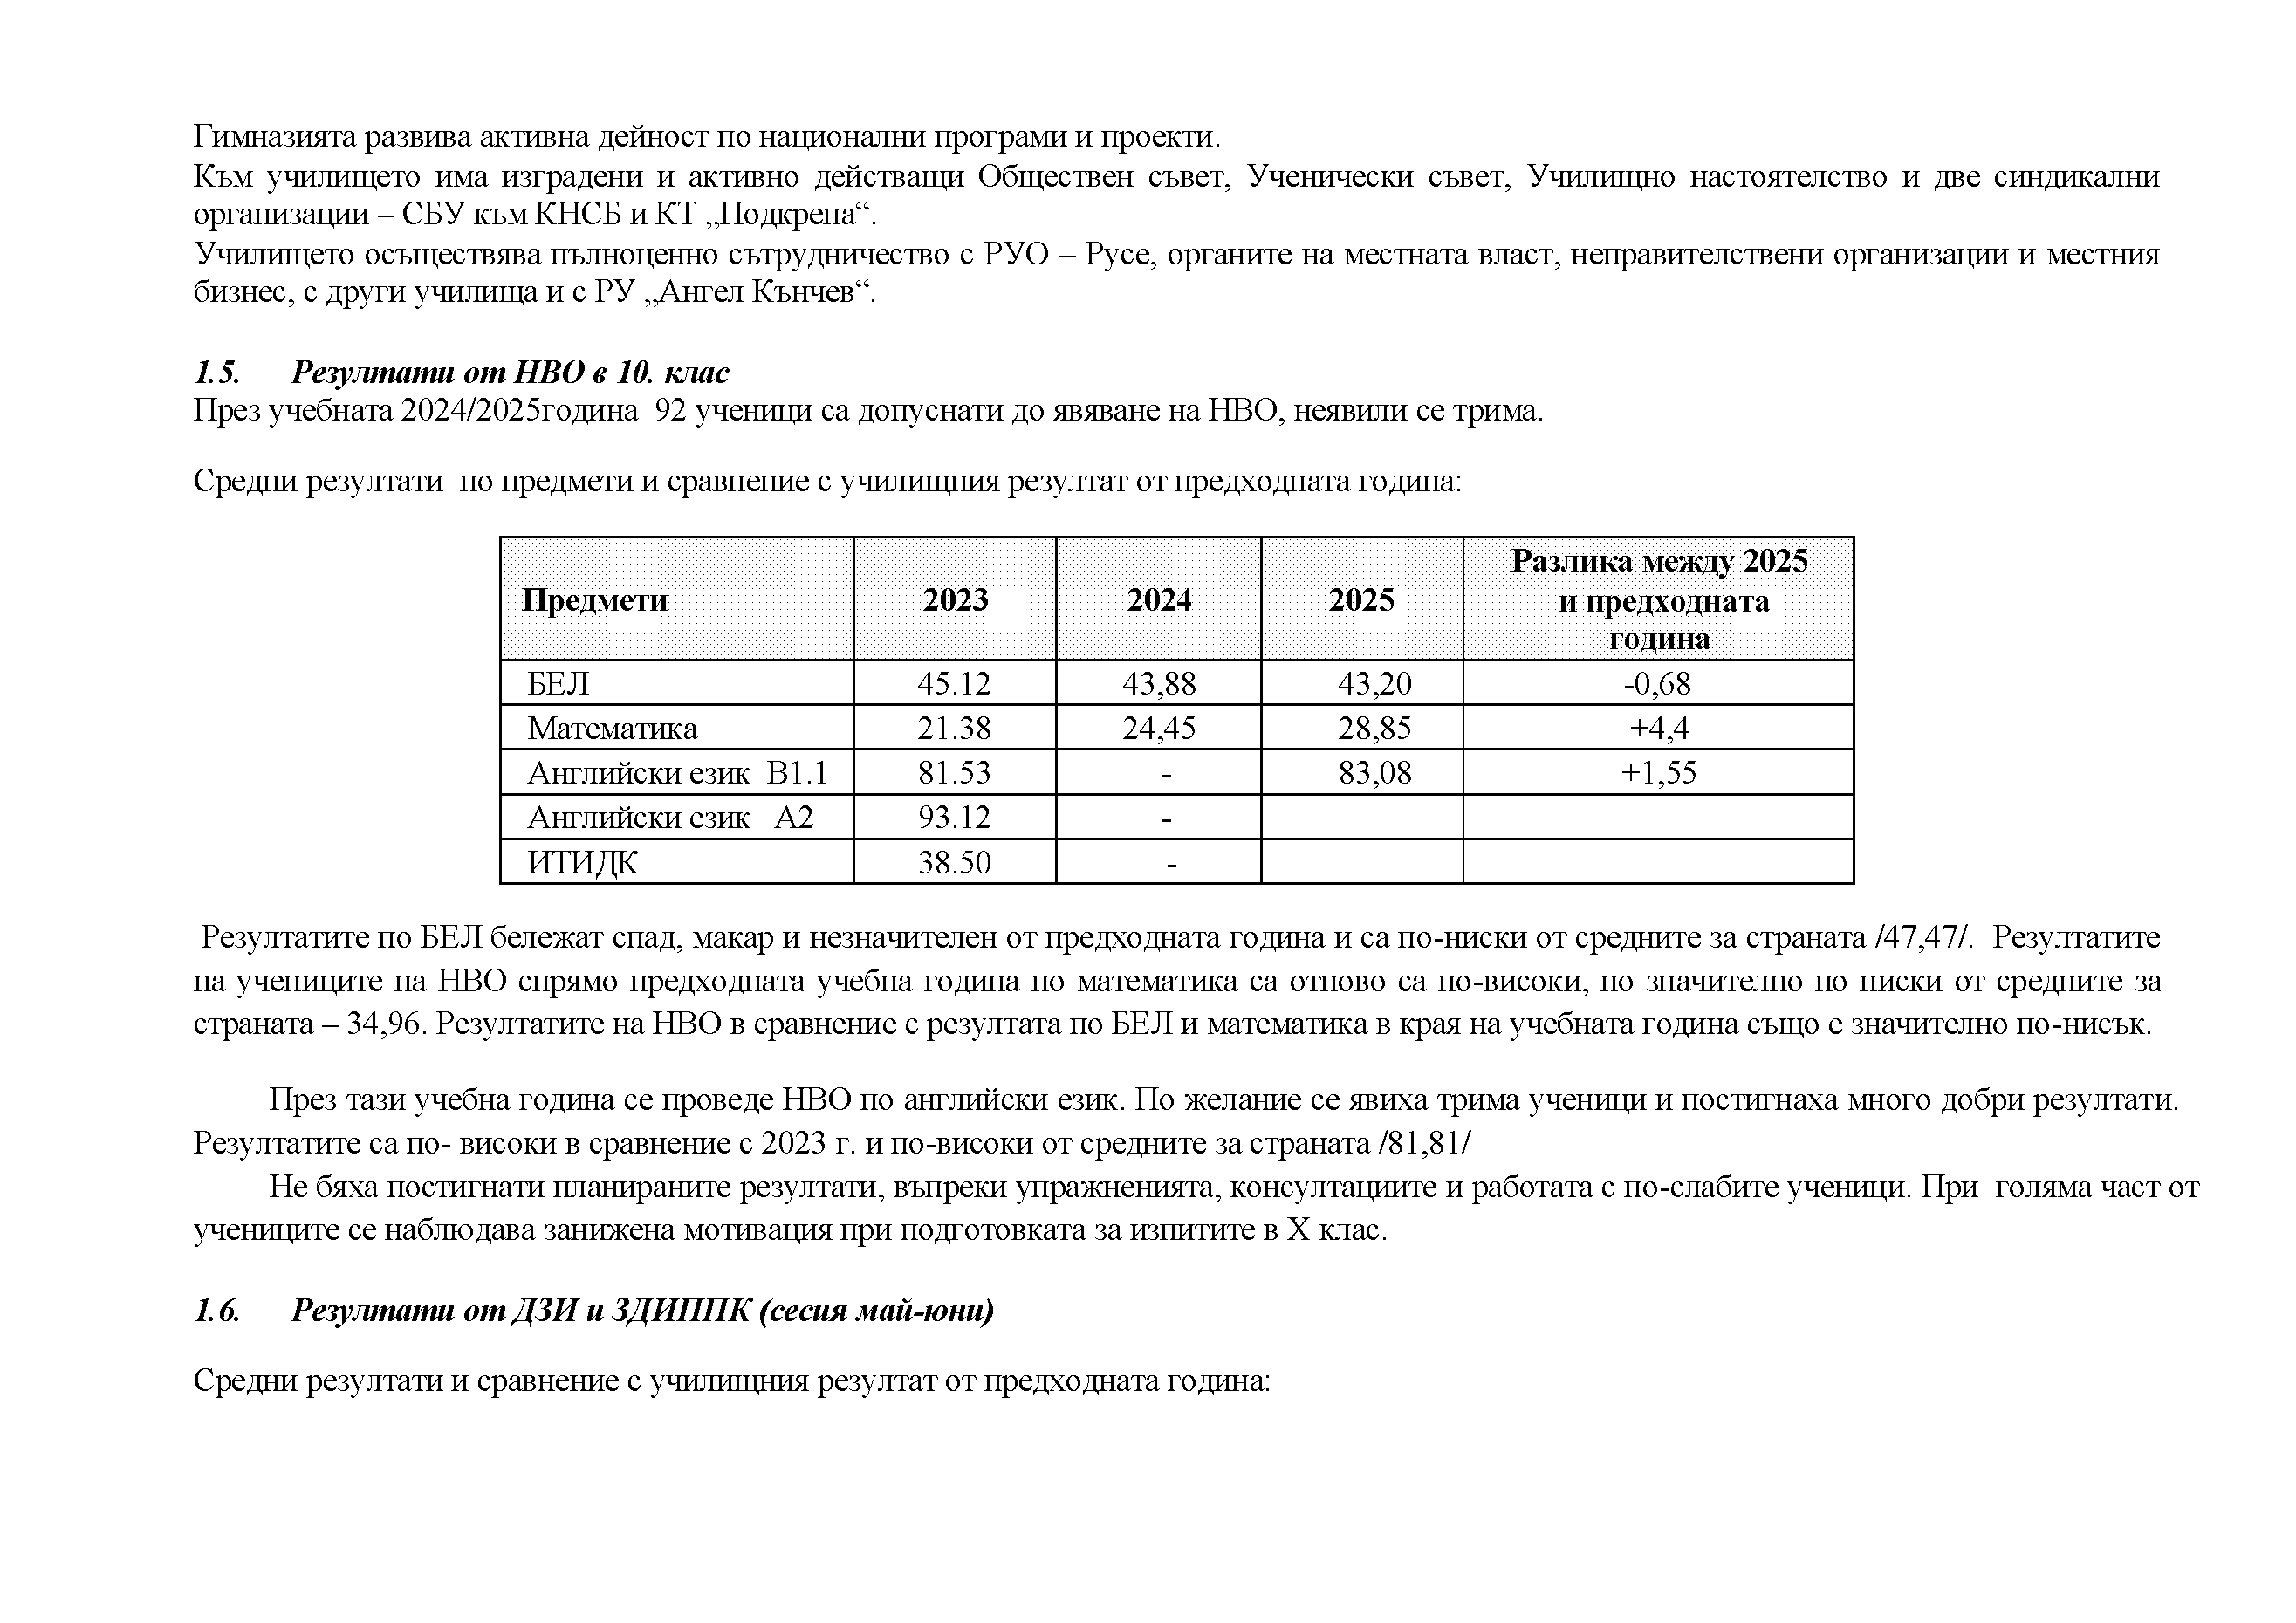 Гимназията развива активна дейност по национални програми и проекти.
Към училището има изградени и активно действащи Обществен съвет, Ученически съвет, Училищно настоятелство и две синдикални
организации – СБУ към КНСБ и КТ „Подкрепа“.
Училището осъществява пълноценно сътрудничество с РУО – Русе, органите на местната власт, неправителствени организации и местния
бизнес, с други училища и с РУ „Ангел Кънчев“.
1.5. Резултати от НВО в 10. клас
През учебната 2024/2025година 92 ученици са допуснати до явяване на НВО, неявили се трима.
Средни резултати по предмети и сравнение с училищния резултат от предходната година:
Предмети 2023 2024 2025 Разлика между 2025
и предходната
година
БЕЛ 45.12 43,88 43,20 -0,68
Математика 21.38 24,45 28,85 +4,4
Английски език B1.1 81.53 - 83,08 +1,55
Английски език А2 93.12 -
ИТИДК 38.50 -
Резултатите по БЕЛ бележат спад, макар и незначителен от предходната година и са по-ниски от средните за страната /47,47/. Резултатите
на учениците на НВО спрямо предходната учебна година по математика са отново са по-високи, но значително по ниски от средните за
страната – 34,96. Резултатите на НВО в сравнение с резултата по БЕЛ и математика в края на учебната година също е значително по-нисък.
През тази учебна година се проведе НВО по английски език. По желание се явиха трима ученици и постигнаха много добри резултати.
Резултатите са по- високи в сравнение с 2023 г. и по-високи от средните за страната /81,81/
Не бяха постигнати планираните резултати, въпреки упражненията, консултациите и работата с по-слабите ученици. При голяма част от
учениците се наблюдава занижена мотивация при подготовката за изпитите в X клас.
1.6. Резултати от ДЗИ и ЗДИППК (сесия май-юни)
Средни резултати и сравнение с училищния резултат от предходната година: